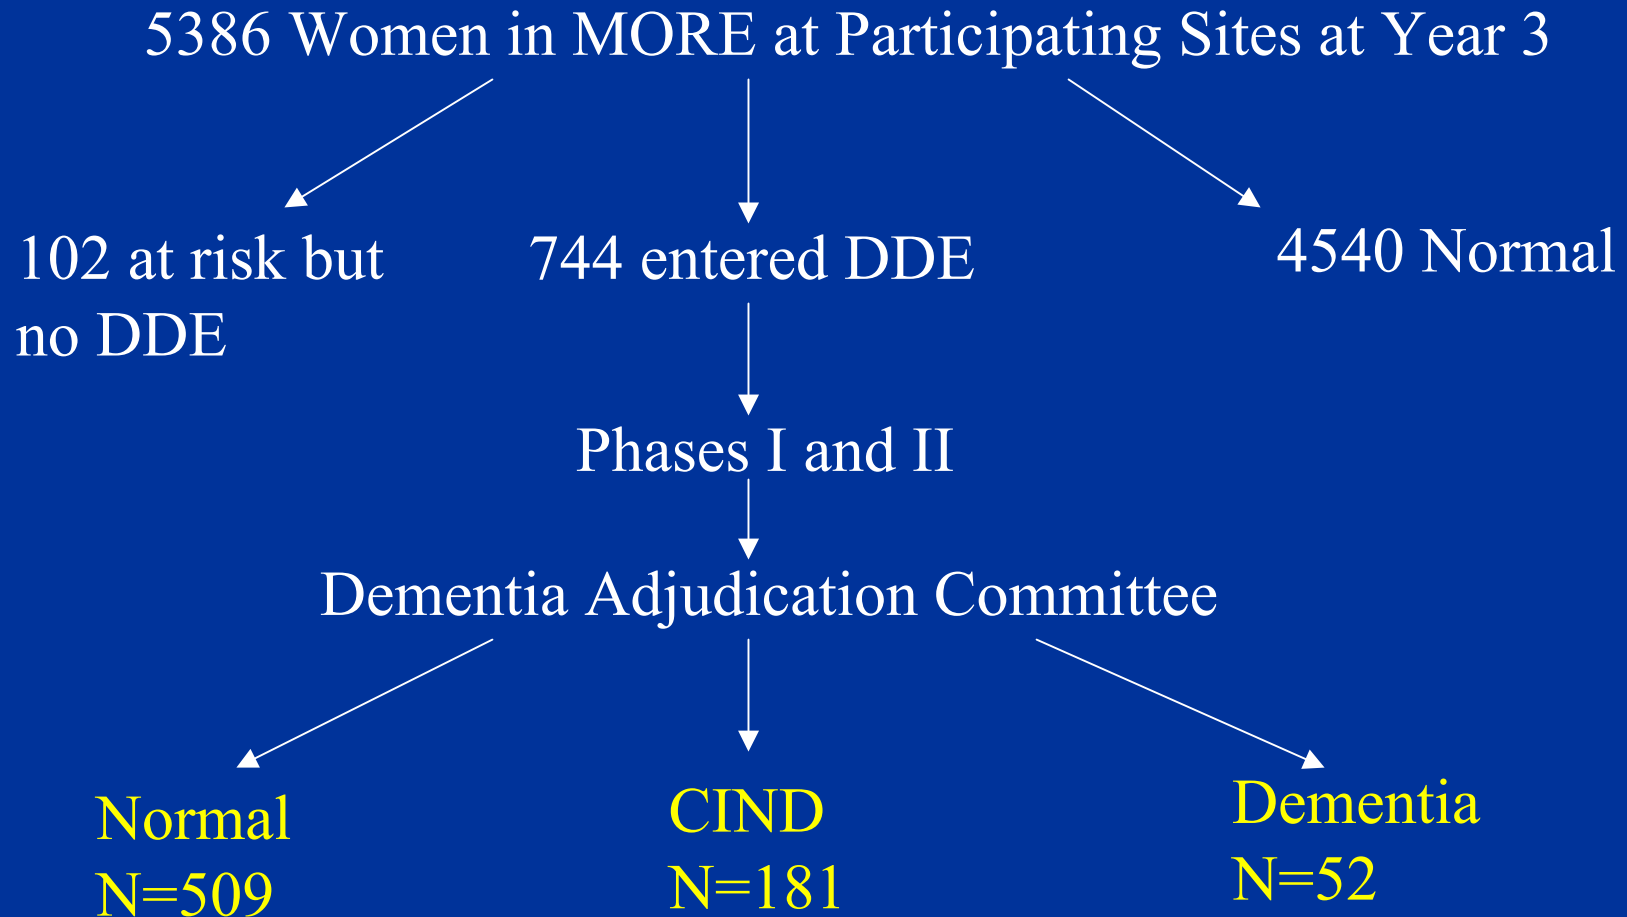 5386 Women in MORE at Participating Sites at Year 3
102 at risk but
no DDE
744 entered DDE
4540 Normal
Phases I and II
Dementia Adjudication Committee
Normal
N=509
CIND
N=181
Dementia
N=52